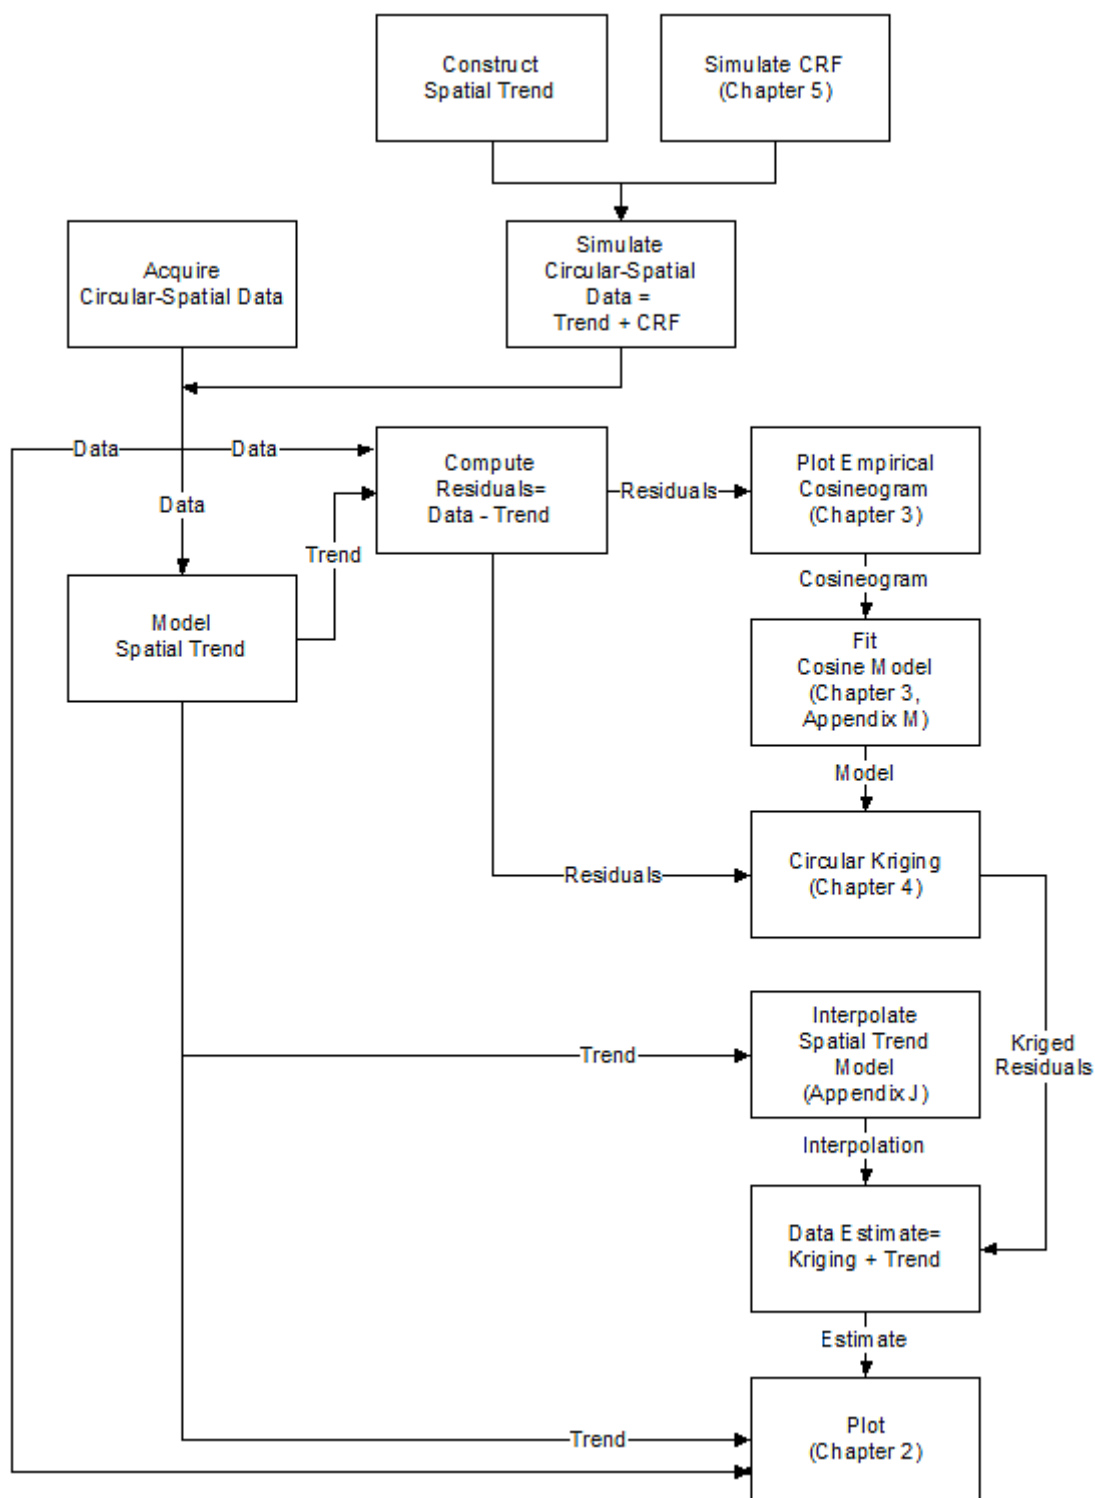 Construct
Spatial Trend
Simulate CRF
(Chapter 5)
Acquire
Circular-Spatial Data
Simulate
Circular-Spatial
Data =
Trend + CRF
Data
Data
Data
Compute
Residuals=
Data - Trend
Residuals
Plot Empirical
Cosineogram
(Chapter 3)
Trend
Cosineogram
Model
Spatial Trend
Fit
Cosine Model
(Chapter 3,
Appendix M)
Model
Residuals
Circular Kriging
(Chapter 4)
Trend
Interpolate
Spatial Trend
Model
(Appendix J)
Kriged
Residuals
Interpolation
Data Estimate=
Kriging + Trend
Estimate
Trend
Plot
(Chapter 2)